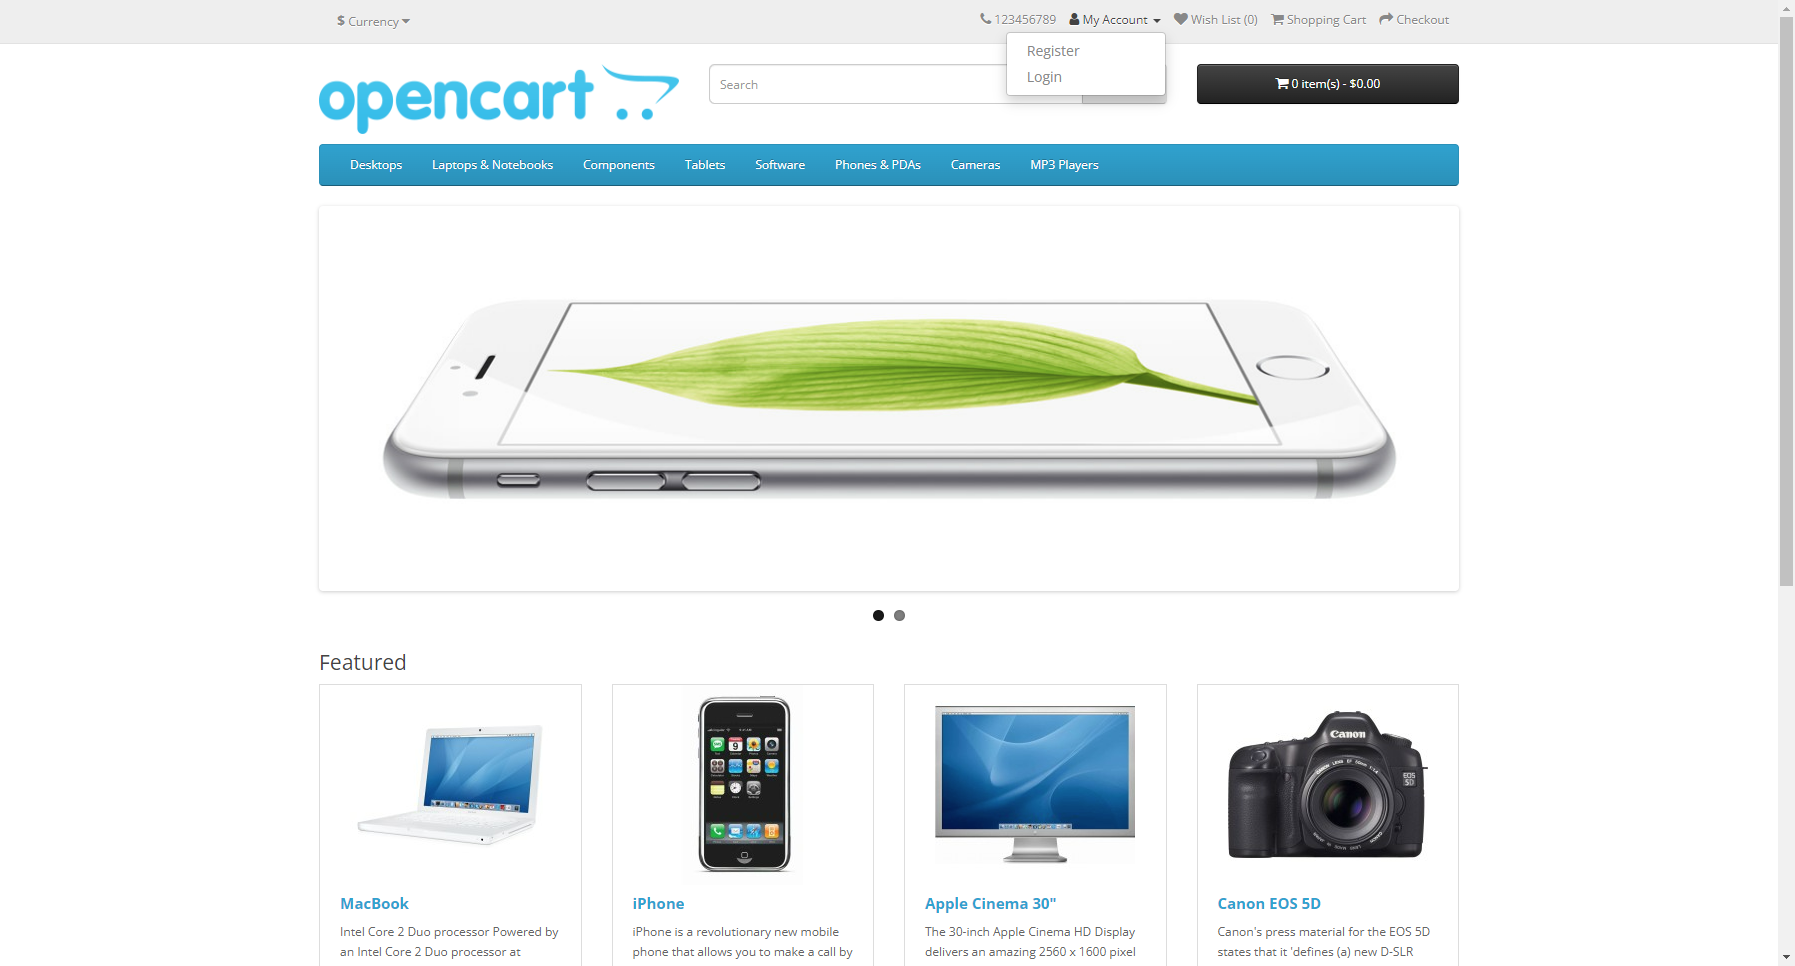 $ Currency
123456789 My Account Wish List (0) Shopping Cart Checkout
Register
Login
opencart
Search
0 item(s) - $0.00
Desktops Laptops & Notebooks Components Tablets Software Phones & PDAs Cameras MP3 Players
Featured
Canon
EOS 5D
MacBook
Intel Core 2 Duo processor Powered by
an Intel Core 2 Duo processor at
iPhone
iPhone is a revolutionary new mobile
phone that allows you to make a call by
Apple Cinema 30"
The 30-inch Apple Cinema HD Display
delivers an amazing 2560 x 1600 pixel
Canon EOS 5D
Canon's press material for the EOS 5D
states that it 'defines (a) new D-SLR